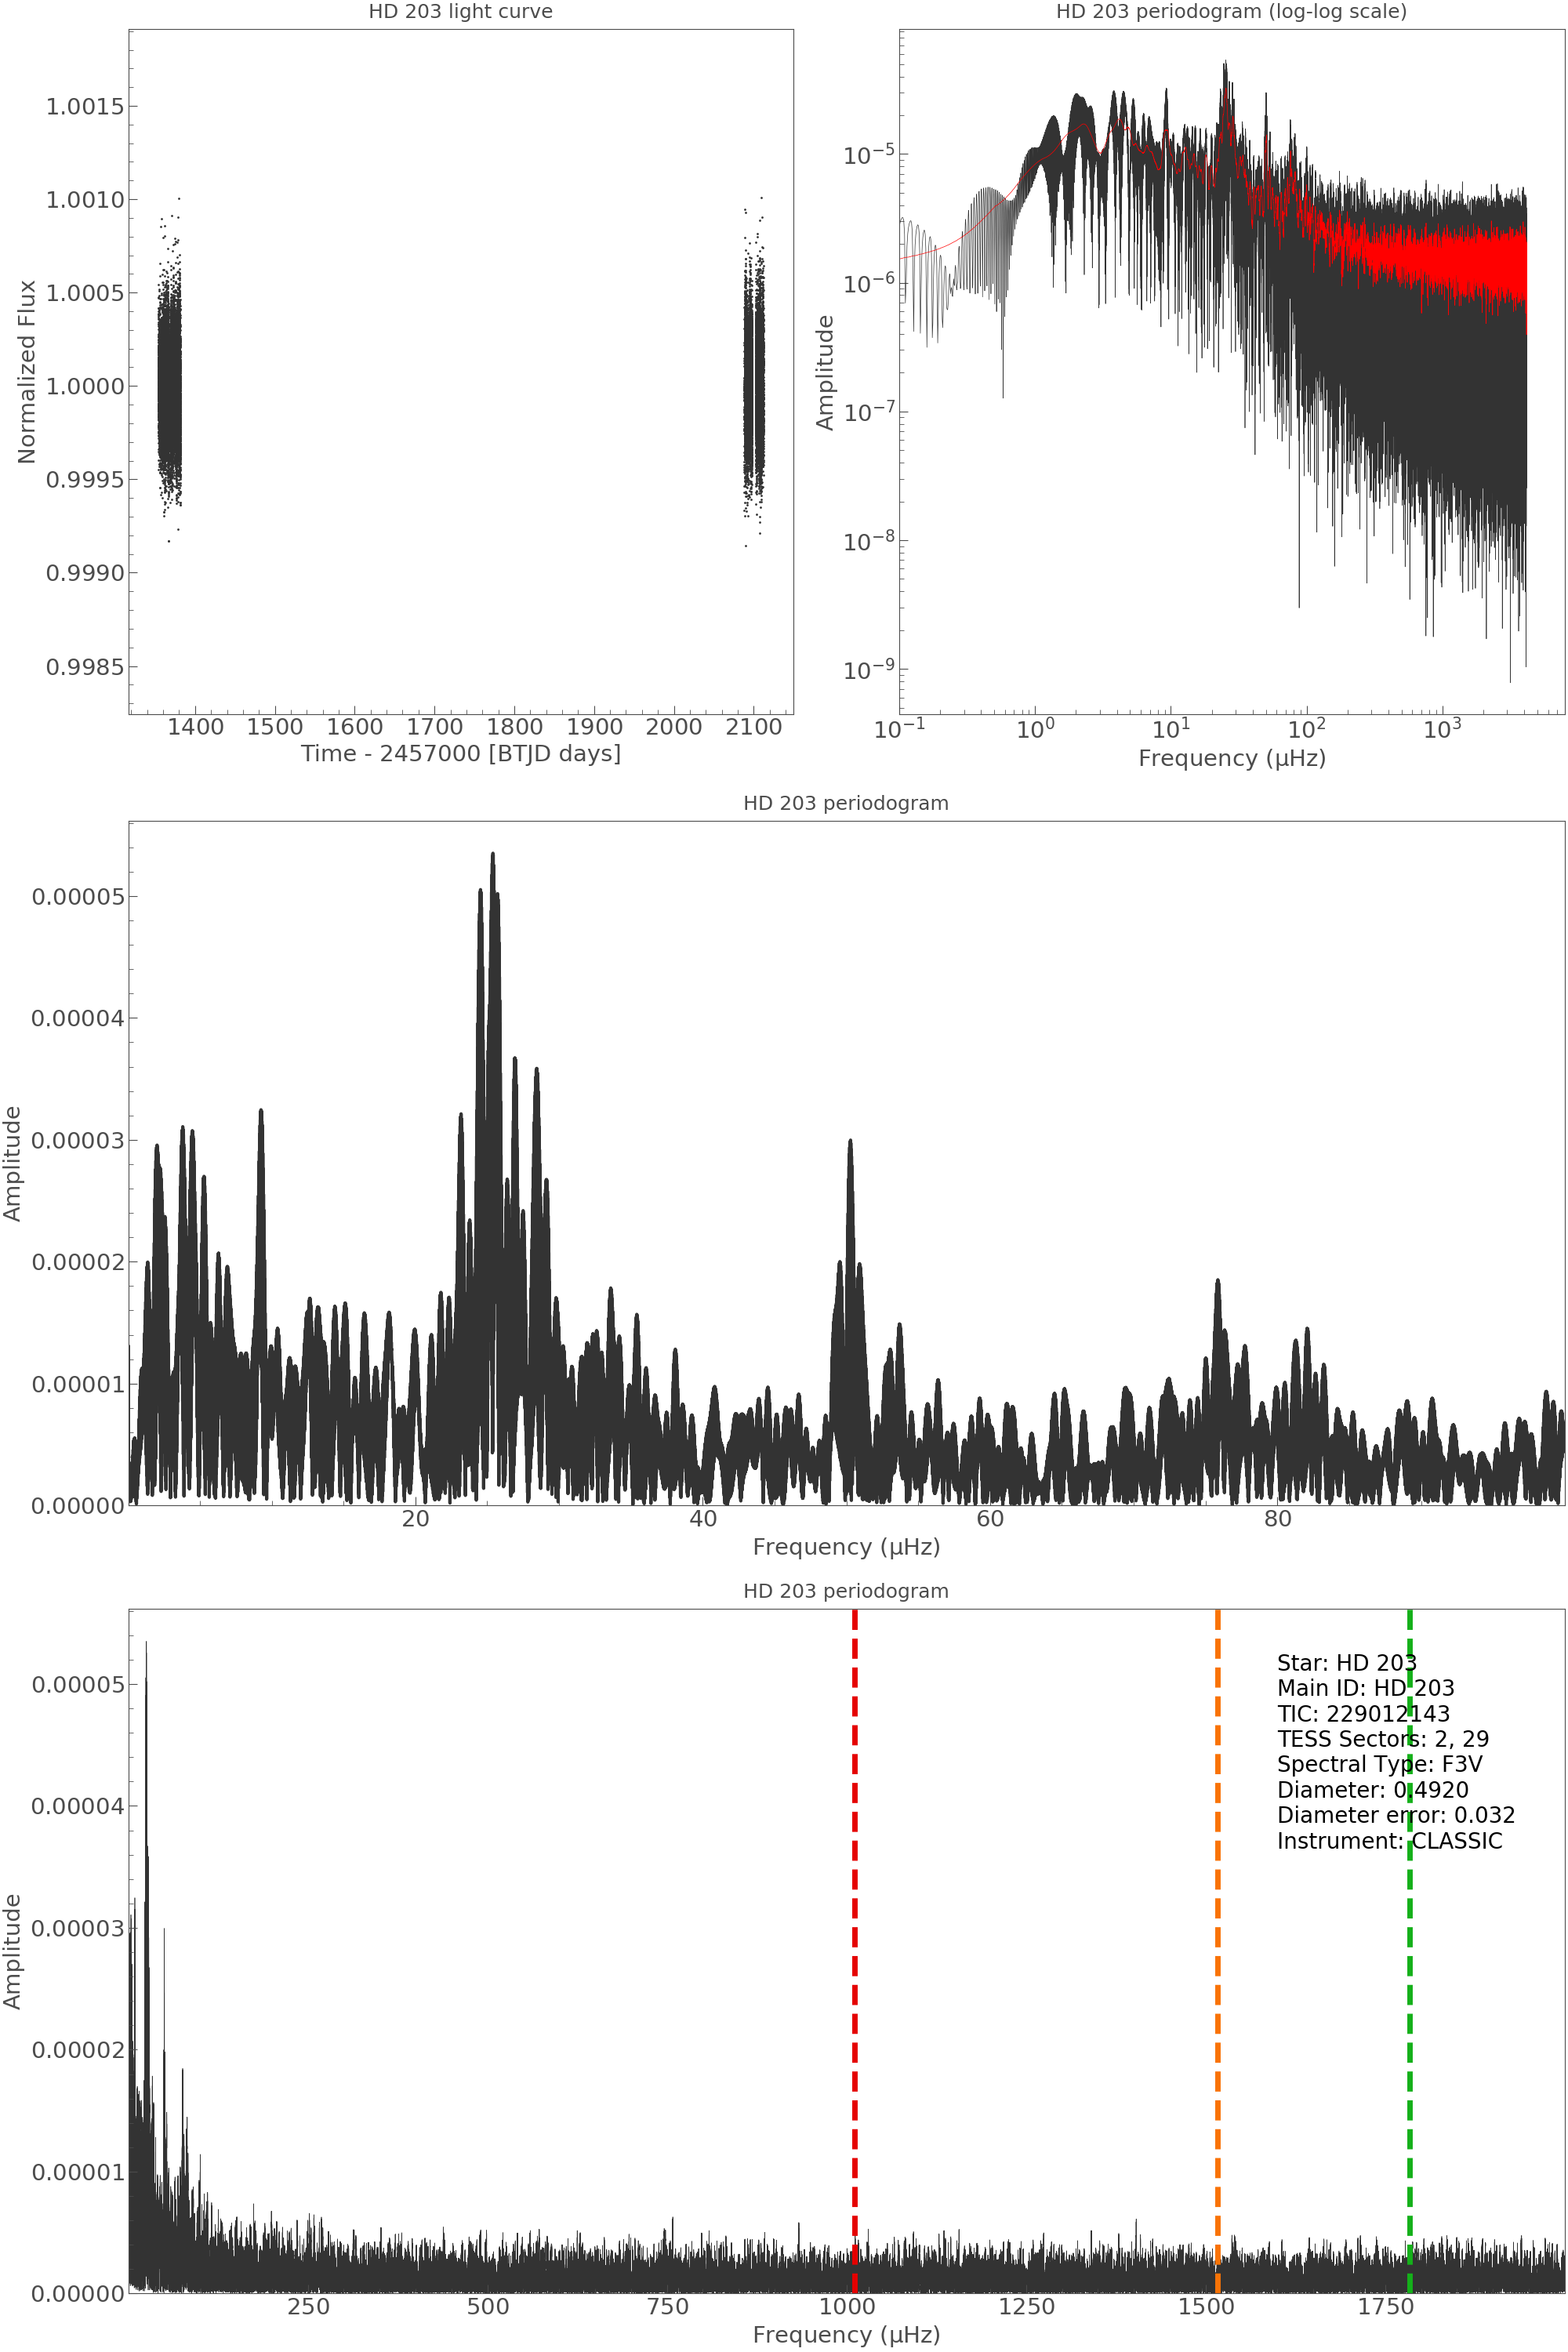 HD 203 light curve
1.0015
1.0010
1.0005
1.0000
0.9995
0.9990
0.9985
Normalized Flux
1400 1500 1600 1700 1800 1900 2000 2100
Time - 2457000 [BTJD days]
HD 203 periodogram (log-log scale)
10⁻⁵
10⁻⁶
10⁻⁷
10⁻⁸
10⁻⁹
Amplitude
10⁻¹ 10⁰ 10¹ 10² 10³
Frequency (µHz)
HD 203 periodogram
0.00005
0.00004
0.00003
0.00002
0.00001
0.00000
Amplitude
20 40 60 80
Frequency (µHz)
HD 203 periodogram
0.00005
0.00004
0.00003
0.00002
0.00001
0.00000
Amplitude
Star: HD 203
Main ID: HD 203
TIC: 229012143
TESS Sectors: 2, 29
Spectral Type: F3V
Diameter: 0.4920
Diameter error: 0.032
Instrument: CLASSIC
250 500 750 1000 1250 1500 1750
Frequency (µHz)